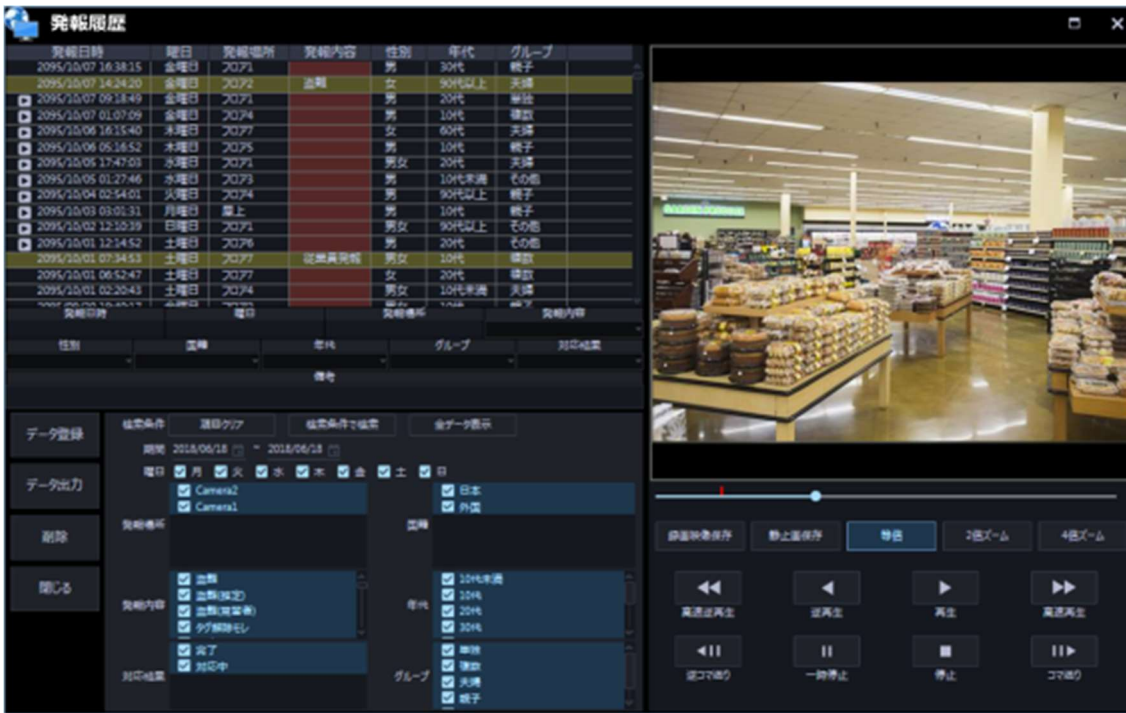 発報履歴
発報日時 曜日 発報場所 発報内容 性別 年代 グループ
2095/10/07 16:38:15 金曜日 フロア1 男 30代 親子
2095/10/07 14:24:20 金曜日 フロア2 盗難 女 90代以上 夫婦
2095/10/07 09:18:49 金曜日 フロア1 男 20代 単独
2095/10/07 01:07:09 金曜日 フロア4 男 10代 複数
2095/10/06 16:15:40 木曜日 フロア7 女 60代 夫婦
2095/10/06 05:16:52 木曜日 フロア5 男 10代 親子
2095/10/05 17:47:03 水曜日 フロア1 男女 20代 夫婦
2095/10/05 01:27:46 水曜日 フロア3 男 10代未満 その他
2095/10/04 02:54:01 火曜日 フロア4 男 90代以上 親子
2095/10/03 03:01:31 月曜日 屋上 男 10代 親子
2095/10/02 12:10:39 日曜日 フロア1 男女 90代以上 その他
2095/10/01 12:14:52 土曜日 フロア6 男 20代 その他
2095/10/01 07:34:53 土曜日 フロア7 従業員発報 男女 10代 複数
2095/10/01 06:52:47 土曜日 フロア7 女 20代 複数
2095/10/01 02:20:43 土曜日 フロア4 男 10代未満 夫婦
発報日時 曜日 発報場所 発報内容
性別 国籍 年代 グループ 対応結果
備考
データ登録
データ出力
削除
閉じる
検索条件 項目クリア 検索条件で検索 全データ表示
期間 2018/06/18 ~ 2018/06/18
曜日 月 火 水 木 金 土 日
発報場所
Camera2
Camera1
国籍
日本
外国
発報内容
盗難
盗難(推定)
盗難(常習者)
タグ解除モレ
年代
10代未満
10代
20代
30代
対応結果
完了
対応中
グループ
単独
複数
夫婦
親子
録画映像保存 静止画保存 等倍 2倍ズーム 4倍ズーム
高速逆再生 逆再生 再生 高速再生
逆コマ送り 一時停止 停止 コマ送り